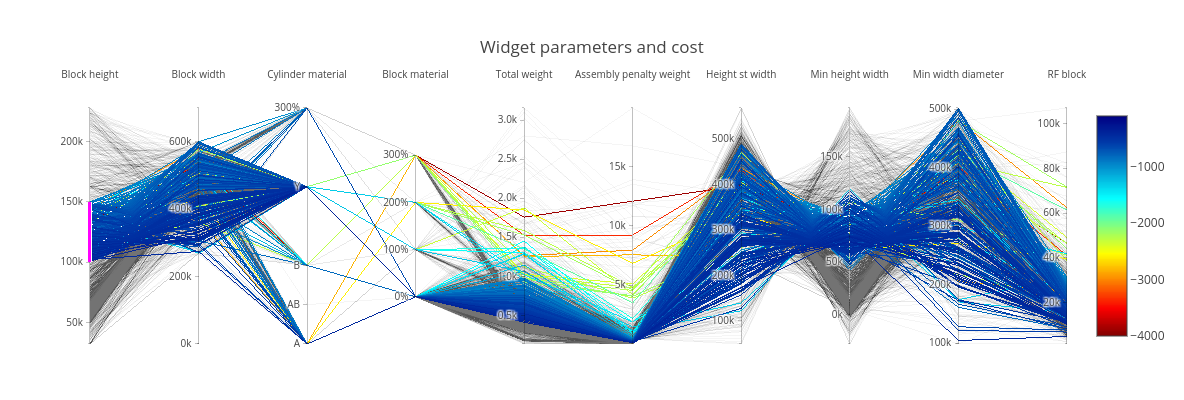 Widget parameters and cost
Block height Block width Cylinder material Block material Total weight Assembly penalty weight Height st width Min height width Min width diameter RF block
200k
150k
100k
50k
600k
400k
200k
0k
300%
V
B
AB
A
300%
200%
100%
0%
3.0k
2.5k
2.0k
1.5k
1.0k
0.5k
15k
10k
5k
500k
400k
300k
200k
100k
150k
100k
50k
0k
500k
400k
300k
200k
100k
100k
80k
60k
40k
20k
−1000
−2000
−3000
−4000